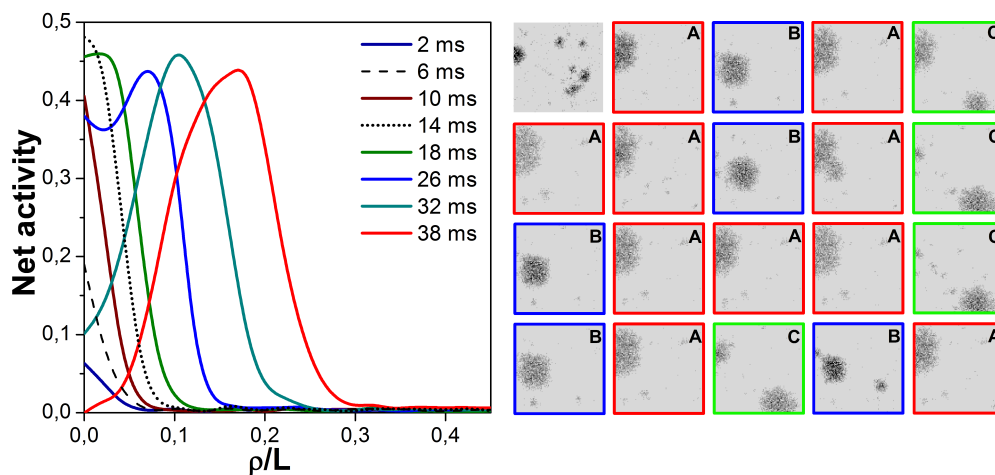 0,5
0,4
0,3
0,2
0,1
0,0
Net activity
2 ms
6 ms
10 ms
14 ms
18 ms
26 ms
32 ms
38 ms
0,0 0,1 0,2 0,3 0,4
ρ/L
A B A C
A A B A C
B A A A C
B A C B A